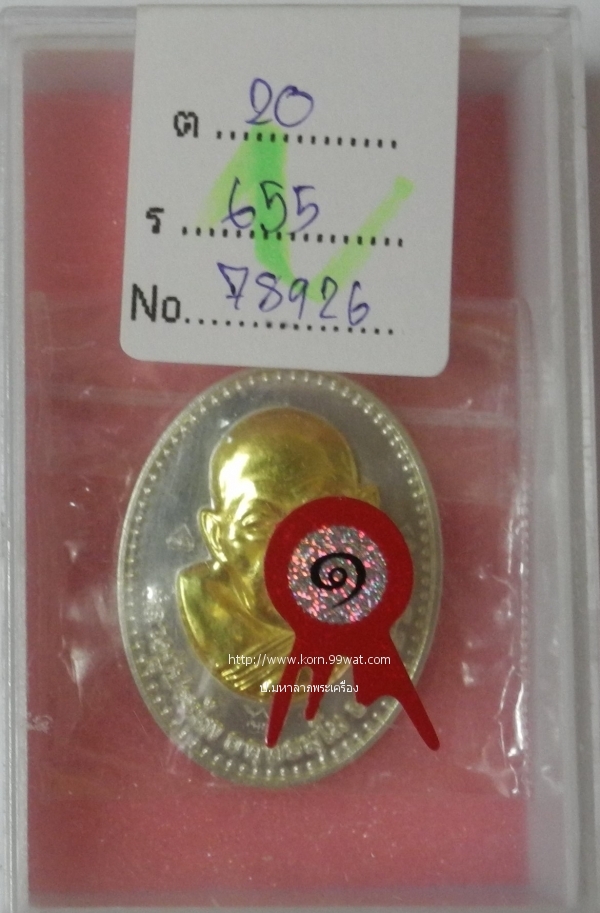 ต 20
ร 655
No. 78926
๑
http://www.korn.99wat.com
ป.มหาลาภพระเครื่อง